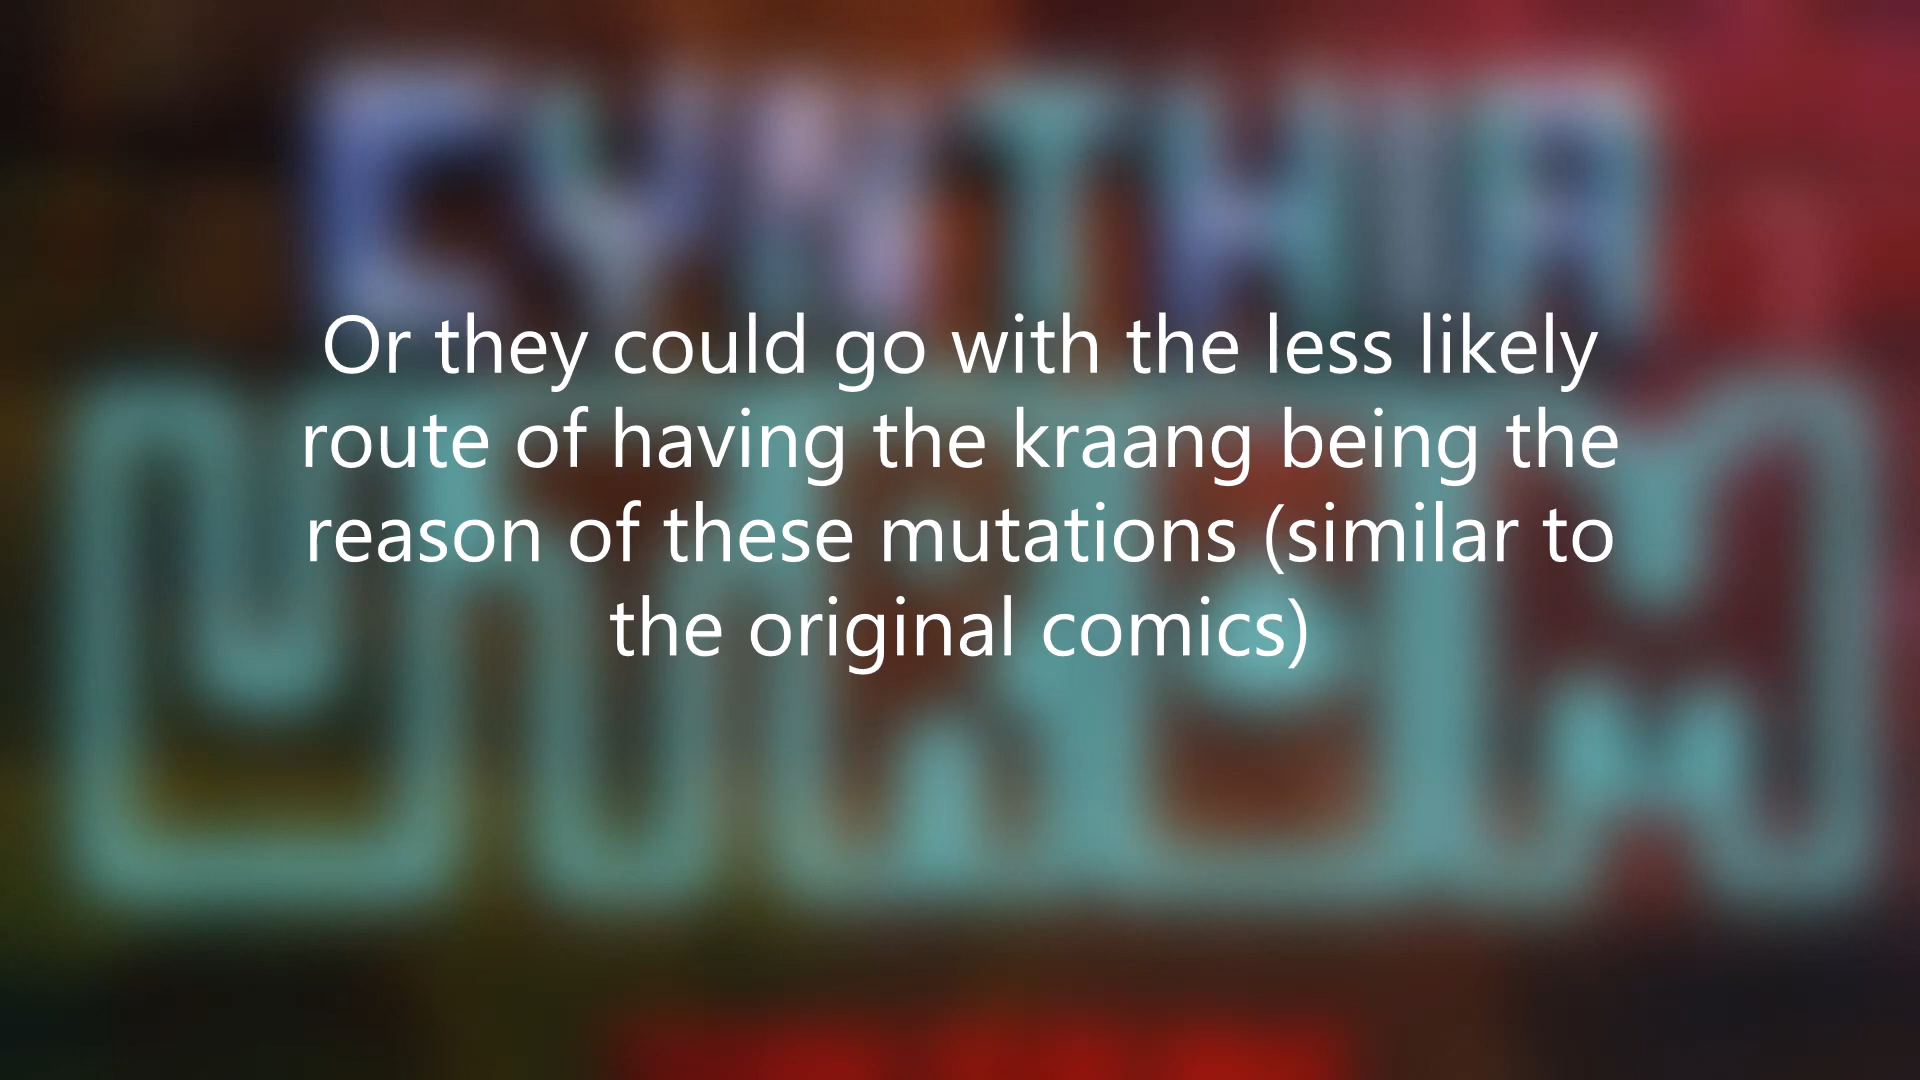 CYNTHIA
Or they could go with the less likely
route of having the kraang being the
reason of these mutations (similar to
the original comics)